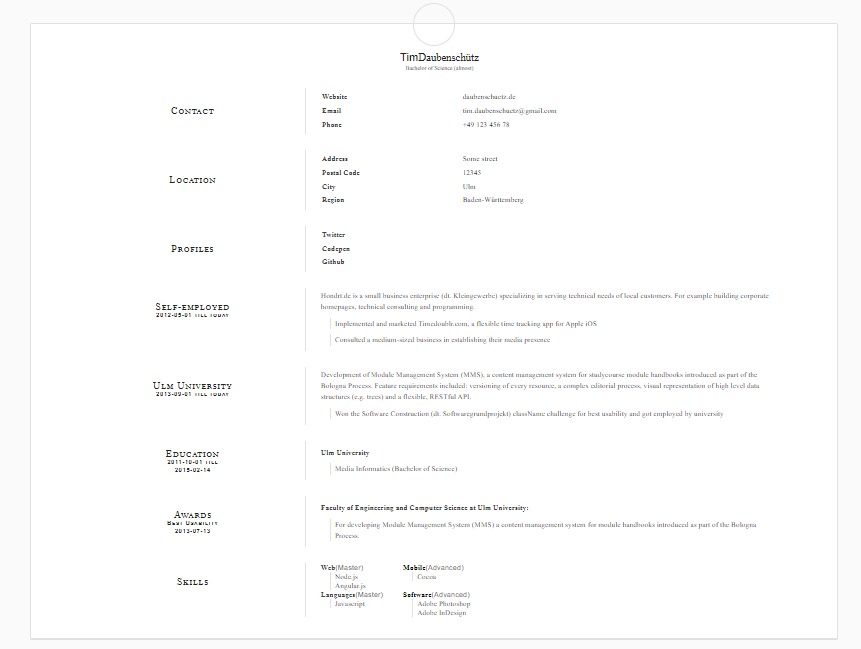 TimDaubenschütz
Bachelor of Science (almost)
Contact
Website daubenschuetz.de
Email tim.daubenschuetz@gmail.com
Phone +49 123 456 78
Location
Address Some street
Postal Code 12345
City Ulm
Region Baden-Württemberg
Profiles
Twitter
Codepen
Github
Self-employed
2012-05-01 till today
Hondrt.de is a small business enterprise (dt. Kleingewerbe) specializing in serving technical needs of local customers. For example building corporate
homepages, technical consulting and programming.
Implemented and marketed Timedoublr.com, a flexible time tracking app for Apple iOS
Consulted a medium-sized business in establishing their media presence
Ulm University
2013-09-01 till today
Development of Module Management System (MMS), a content management system for studycourse module handbooks introduced as part of the
Bologna Process. Feature requirements included: versioning of every resource, a complex editorial process, visual representation of high level data
structures (e.g. trees) and a flexible, RESTful API.
Won the Software Construction (dt. Softwaregrundprojekt) className challenge for best usability and got employed by university
Education
2011-10-01 till
2015-02-14
Ulm University
Media Informatics (Bachelor of Science)
Awards
Best Usability
2013-07-13
Faculty of Engineering and Computer Science at Ulm University:
For developing Module Management System (MMS) a content management system for module handbooks introduced as part of the Bologna
Process.
Skills
Web(Master) Mobile(Advanced)
Node.js Cocoa
Angular.js
Languages(Master) Software(Advanced)
Javascript Adobe Photoshop
Adobe InDesign